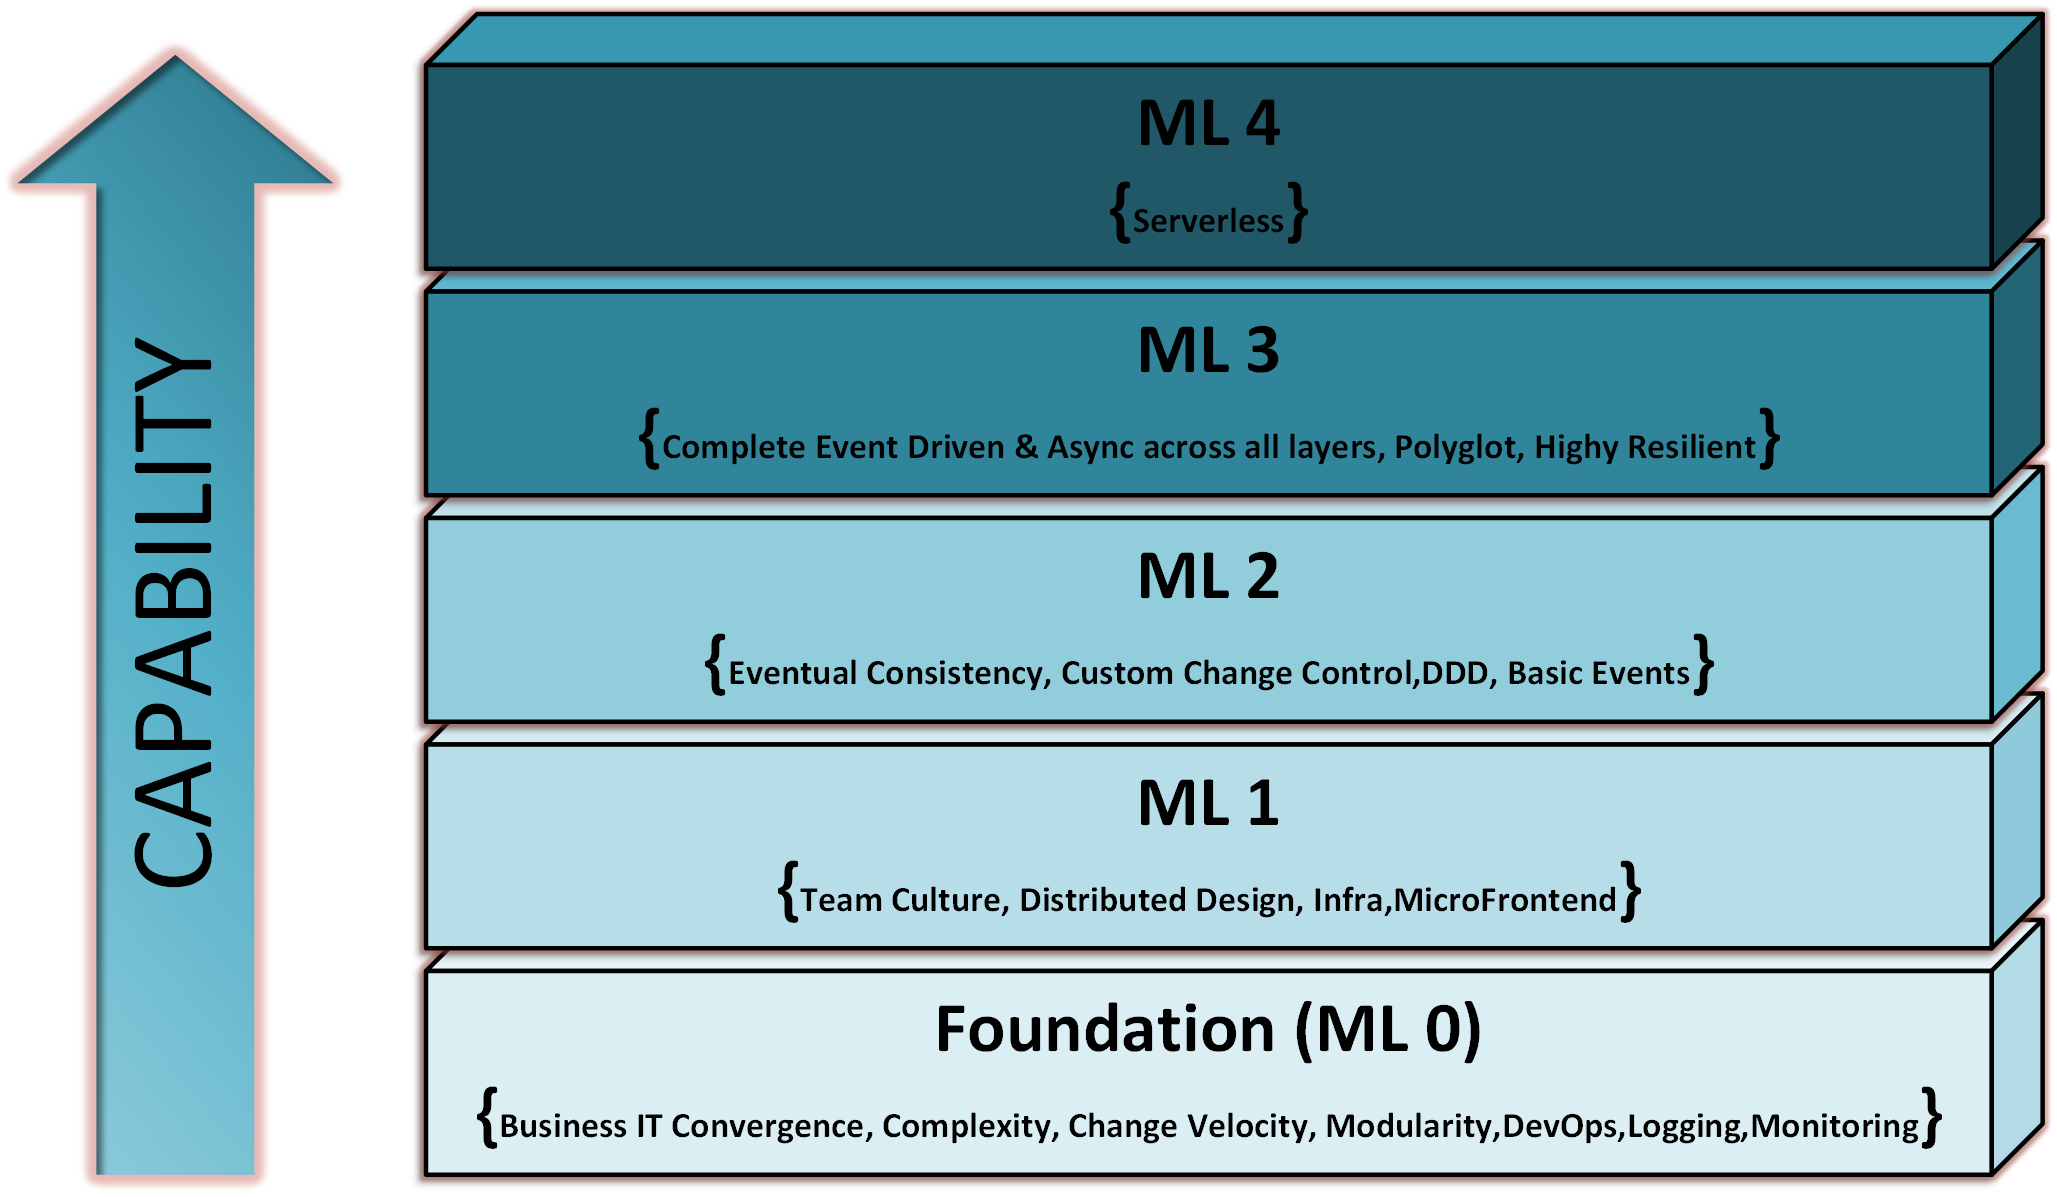 CAPABILITY
ML 4
{Serverless}
ML 3
{Complete Event Driven & Async across all layers, Polyglot, Highy Resilient}
ML 2
{Eventual Consistency, Custom Change Control,DDD, Basic Events}
ML 1
{Team Culture, Distributed Design, Infra,MicroFrontend}
Foundation (ML 0)
{Business IT Convergence, Complexity, Change Velocity, Modularity,DevOps,Logging,Monitoring}